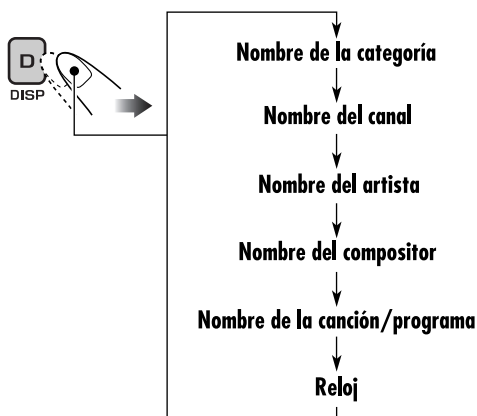 D
DISP
Nombre de la categoría
Nombre del canal
Nombre del artista
Nombre del compositor
Nombre de la canción/programa
Reloj